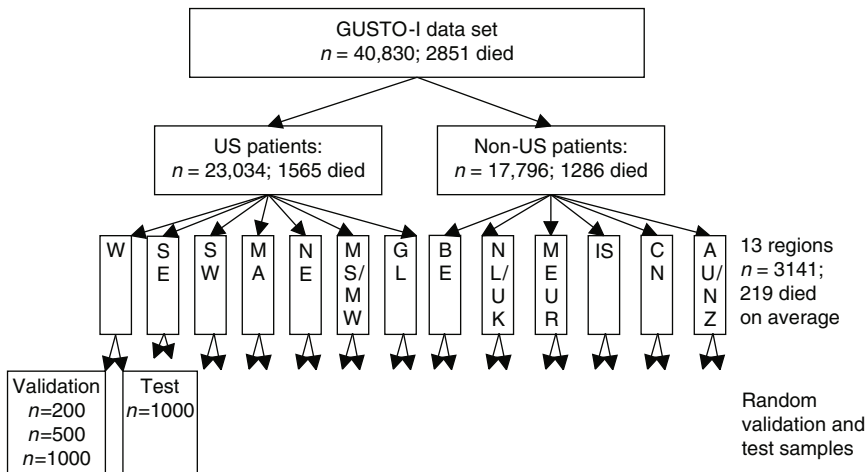 GUSTO-I data set
n = 40,830; 2851 died
US patients:
n = 23,034; 1565 died
Non-US patients:
n = 17,796; 1286 died
W
S
E
S
W
M
A
N
E
M
S/
M
W
G
L
B
E
N
L/
U
K
M
E
U
R
IS
C
N
A
U/
N
Z
13 regions
n = 3141;
219 died
on average
Validation
n=200
n=500
n=1000
Test
n=1000
Random
validation and
test samples